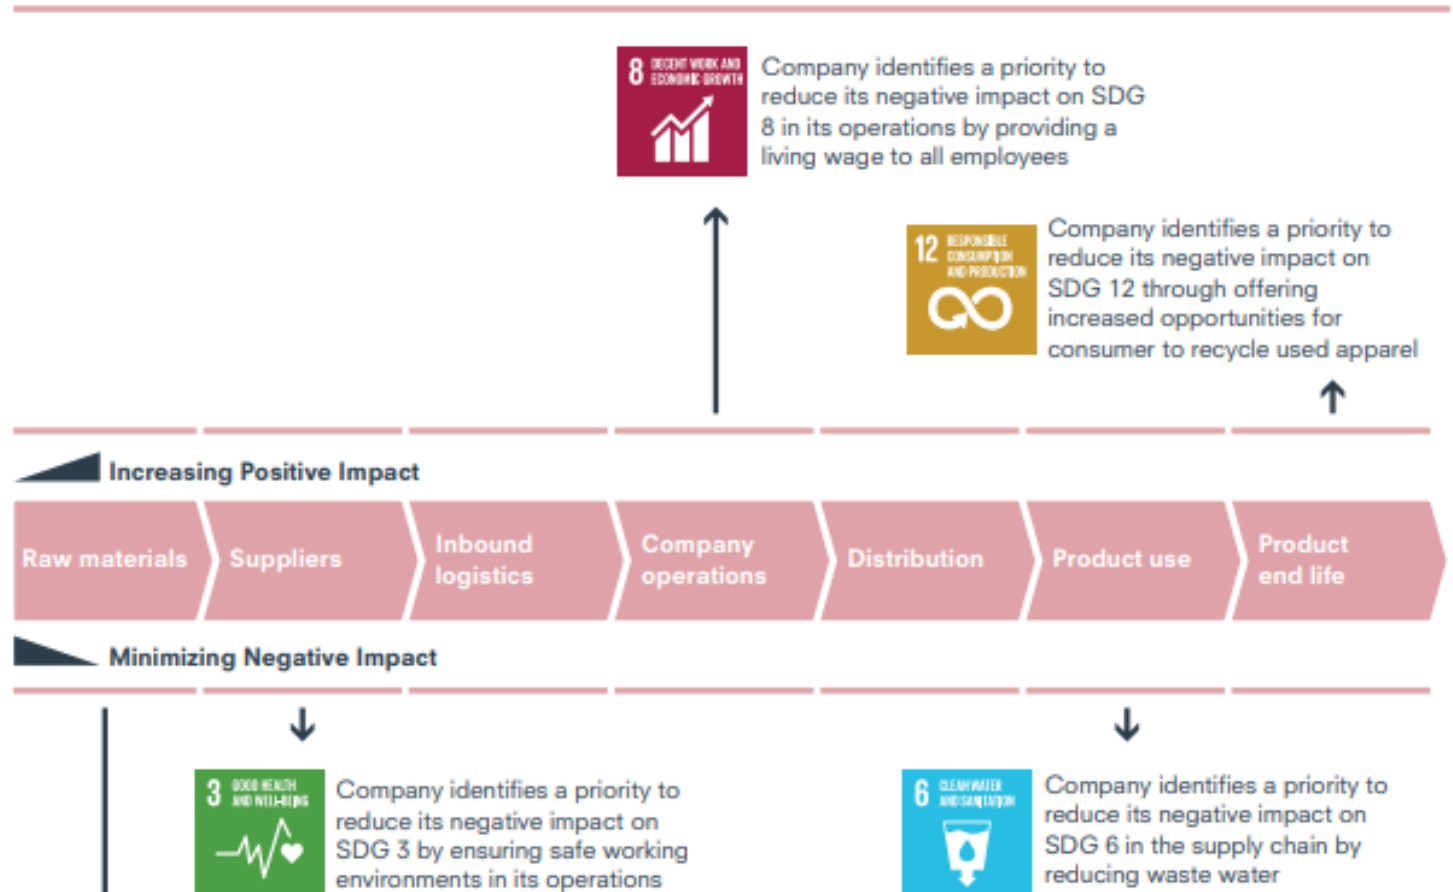 8 DECENT WORK AND
ECONOMIC GROWTH
Company identifies a priority to
reduce its negative impact on SDG
8 in its operations by providing a
living wage to all employees
12 RESPONSIBLE
CONSUMPTION
AND PRODUCTION
Company identifies a priority to
reduce its negative impact on
SDG 12 through offering
increased opportunities for
consumer to recycle used apparel
Increasing Positive Impact
Raw materials
Suppliers
Inbound
logistics
Company
operations
Distribution
Product use
Product
end life
Minimizing Negative Impact
3 GOOD HEALTH
AND WELL-BEING
Company identifies a priority to
reduce its negative impact on
SDG 3 by ensuring safe working
environments in its operations
6 CLEAN WATER
AND SANITATION
Company identifies a priority to
reduce its negative impact on
SDG 6 in the supply chain by
reducing waste water